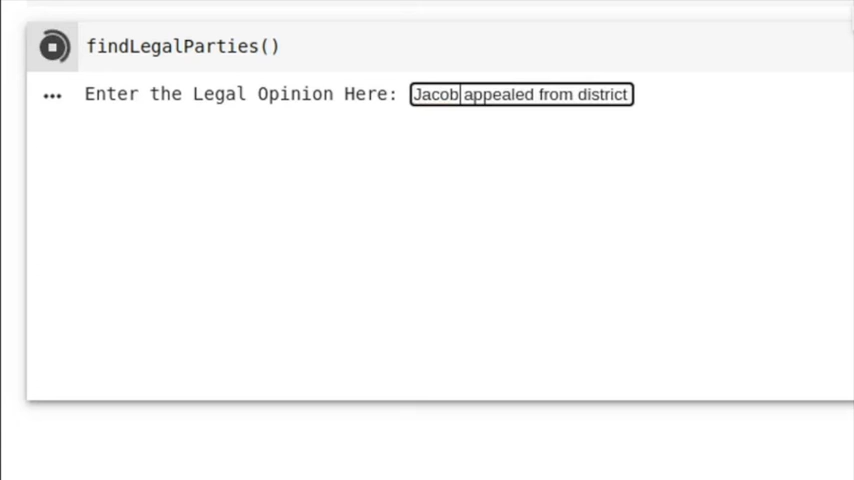 findLegalParties()
Enter the Legal Opinion Here: Jacob appealed from district